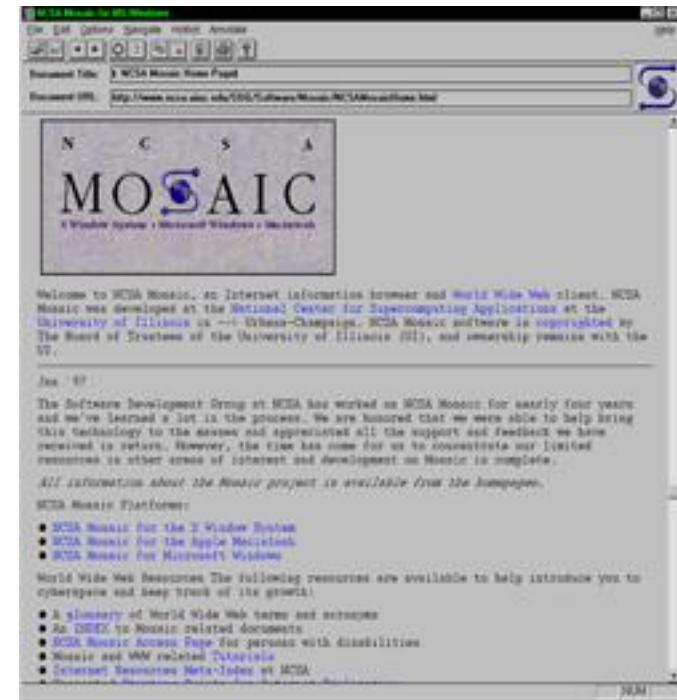 NCSA Mosaic for MS Windows
File Edit Options Navigate Hotlist Annotate Help
Document Title: NCSA Mosaic Home Page
Document URL: http://www.ncsa.uiuc.edu/SDG/Software/Mosaic/NCSAMosaicHome.html
N C S A
MOSAIC
X Window System • Microsoft Windows • Macintosh
Welcome to NCSA Mosaic, an Internet information browser and World Wide Web client. NCSA
Mosaic was developed at the National Center for Supercomputing Applications at the
University of Illinois in --> Urbana-Champaign. NCSA Mosaic software is copyrighted by
The Board of Trustees of the University of Illinois (UI), and ownership remains with the
UI.
Jan '97
The Software Development Group at NCSA has worked on NCSA Mosaic for nearly four years
and we've learned a lot in the process. We are honored that we were able to help bring
this technology to the masses and appreciated all the support and feedback we have
received in return. However, the time has come for us to concentrate our limited
resources in other areas of interest and development on Mosaic is complete.
All information about the Mosaic project is available from the homepages.
NCSA Mosaic Platforms:
● NCSA Mosaic for the X Window System
● NCSA Mosaic for the Apple Macintosh
● NCSA Mosaic for Microsoft Windows
World Wide Web Resources The following resources are available to help introduce you to
cyberspace and keep track of its growth:
● A glossary of World Wide Web terms and acronyms
● An INDEX to Mosaic related documents
● NCSA Mosaic Access Page for persons with disabilities
● Mosaic and WWW related Tutorials
● Internet Resources Meta-Index at NCSA
NUM